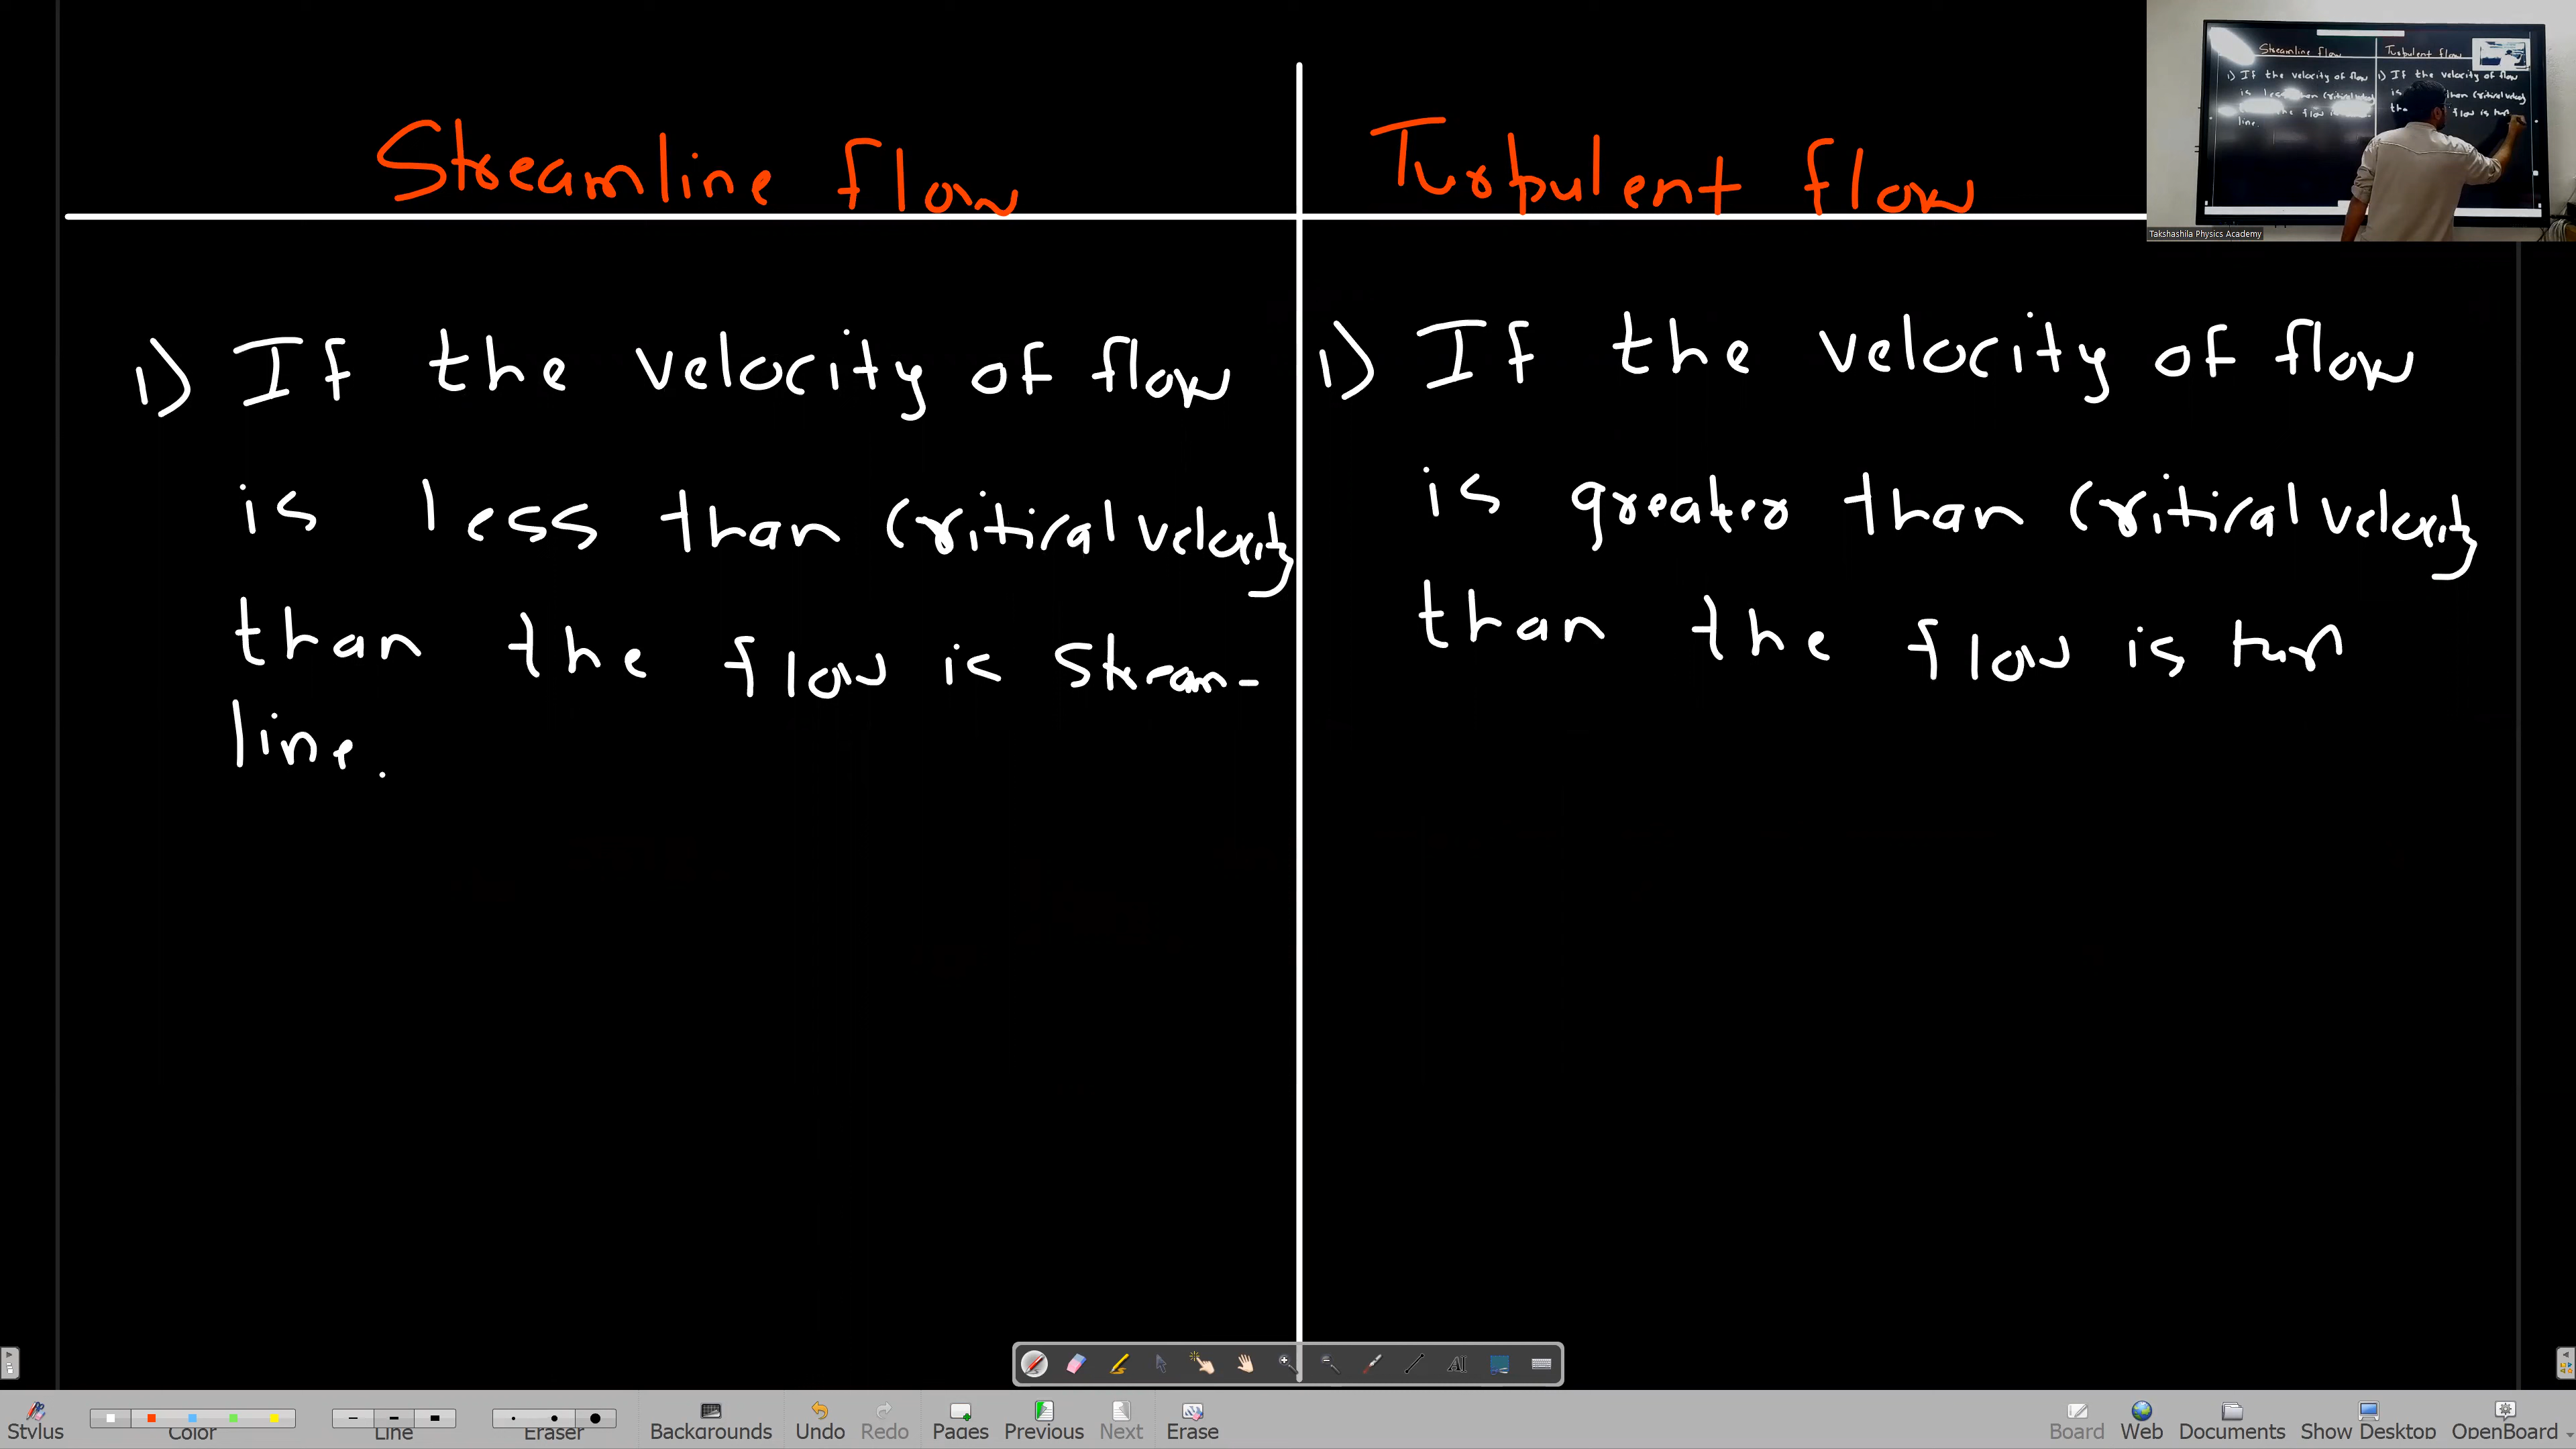 Streamline flow
Turbulent flow
1) If the velocity of flow
is less than critical velocity
than the flow is stream-
line.
1) If the velocity of flow
is greater than critical velocity
than the flow is tur
Takshashila Physics Academy
Stylus
Color
Line
Eraser
Backgrounds
Undo
Redo
Pages
Previous
Next
Erase
Board
Web
Documents
Show Desktop
OpenBoard